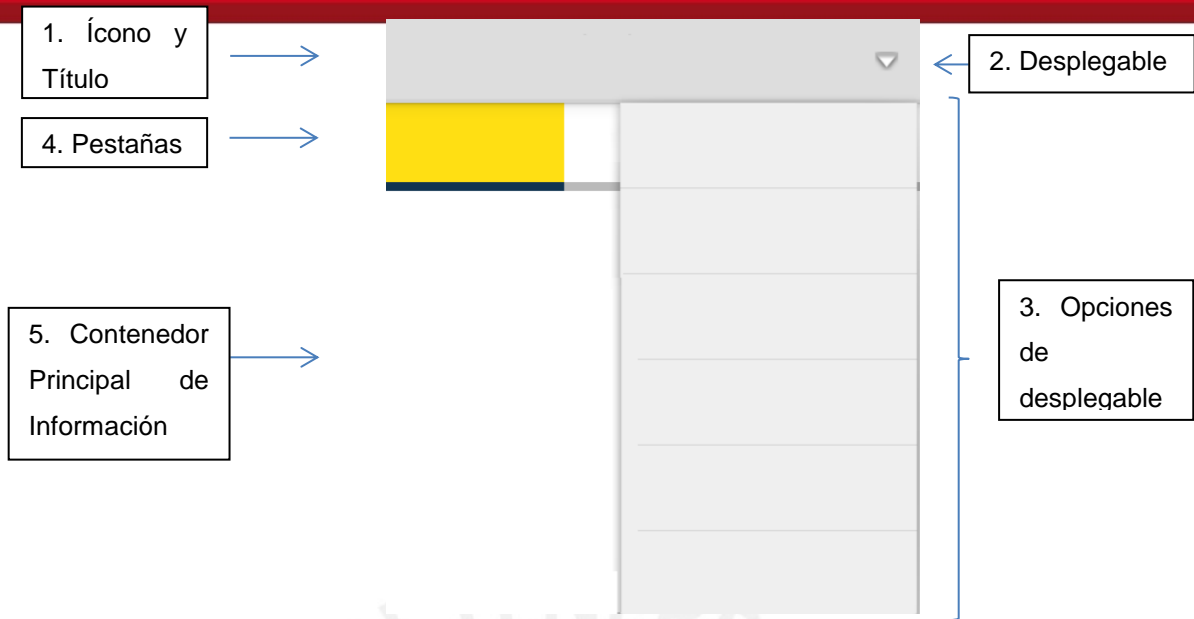 1. Ícono y
Título
2. Desplegable
4. Pestañas
3. Opciones
de
desplegable
5. Contenedor
Principal de
Información